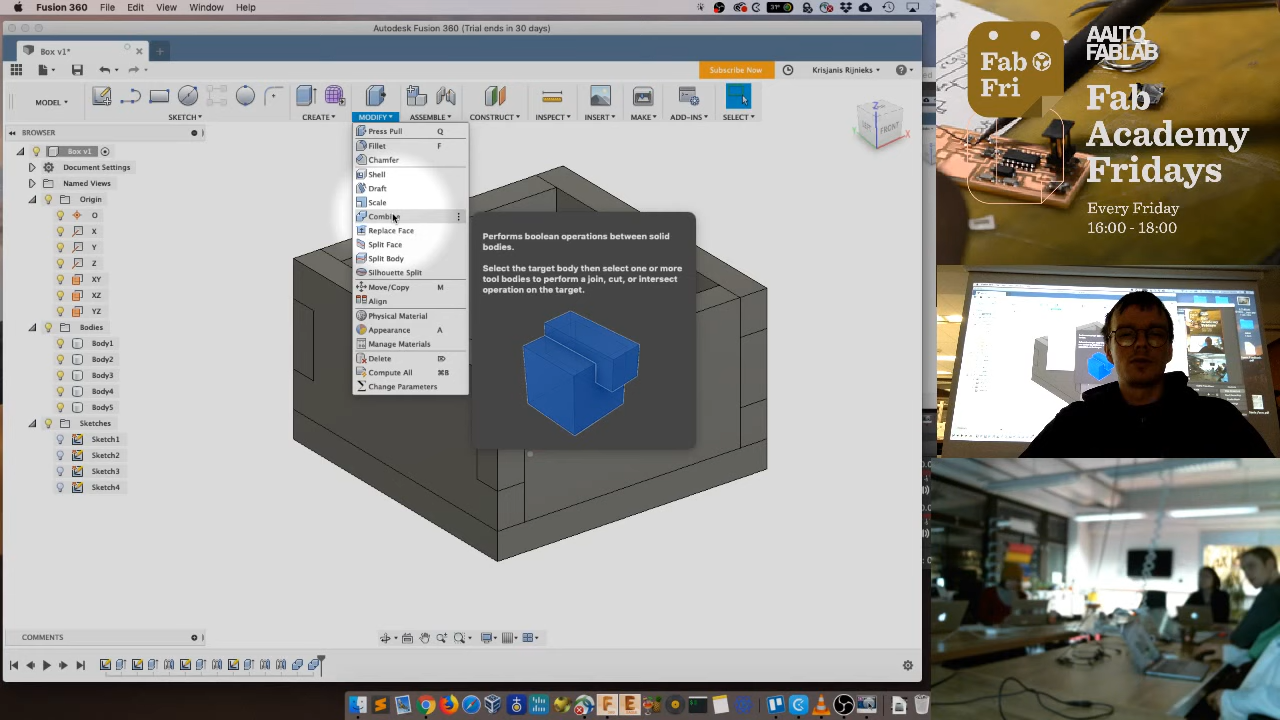 Fusion 360 File Edit View Window Help
31°
Autodesk Fusion 360 (Trial ends in 30 days)
Box v1*
Subscribe Now
Krisjanis Rijnieks
MODEL
SKETCH
CREATE
MODIFY
ASSEMBLE
CONSTRUCT
INSPECT
INSERT
MAKE
ADD-INS
SELECT
BROWSER
Box v1
Document Settings
Named Views
Origin
O
X
Y
Z
XY
XZ
YZ
Bodies
Body1
Body2
Body3
Body4
Body5
Sketches
Sketch1
Sketch2
Sketch3
Sketch4
Press Pull Q
Fillet F
Chamfer
Shell
Draft
Scale
Combine
Replace Face
Split Face
Split Body
Silhouette Split
Move/Copy M
Align
Physical Material
Appearance A
Manage Materials
Delete
Compute All ⌘B
Change Parameters
Performs boolean operations between solid
bodies.
Select the target body then select one or more
tool bodies to perform a join, cut, or intersect
operation on the target.
Z
FRONT
X
COMMENTS
Fab
Fri
AALTO
FABLAB
Fab
Academy
Fridays
Every Friday
16:00 - 18:00